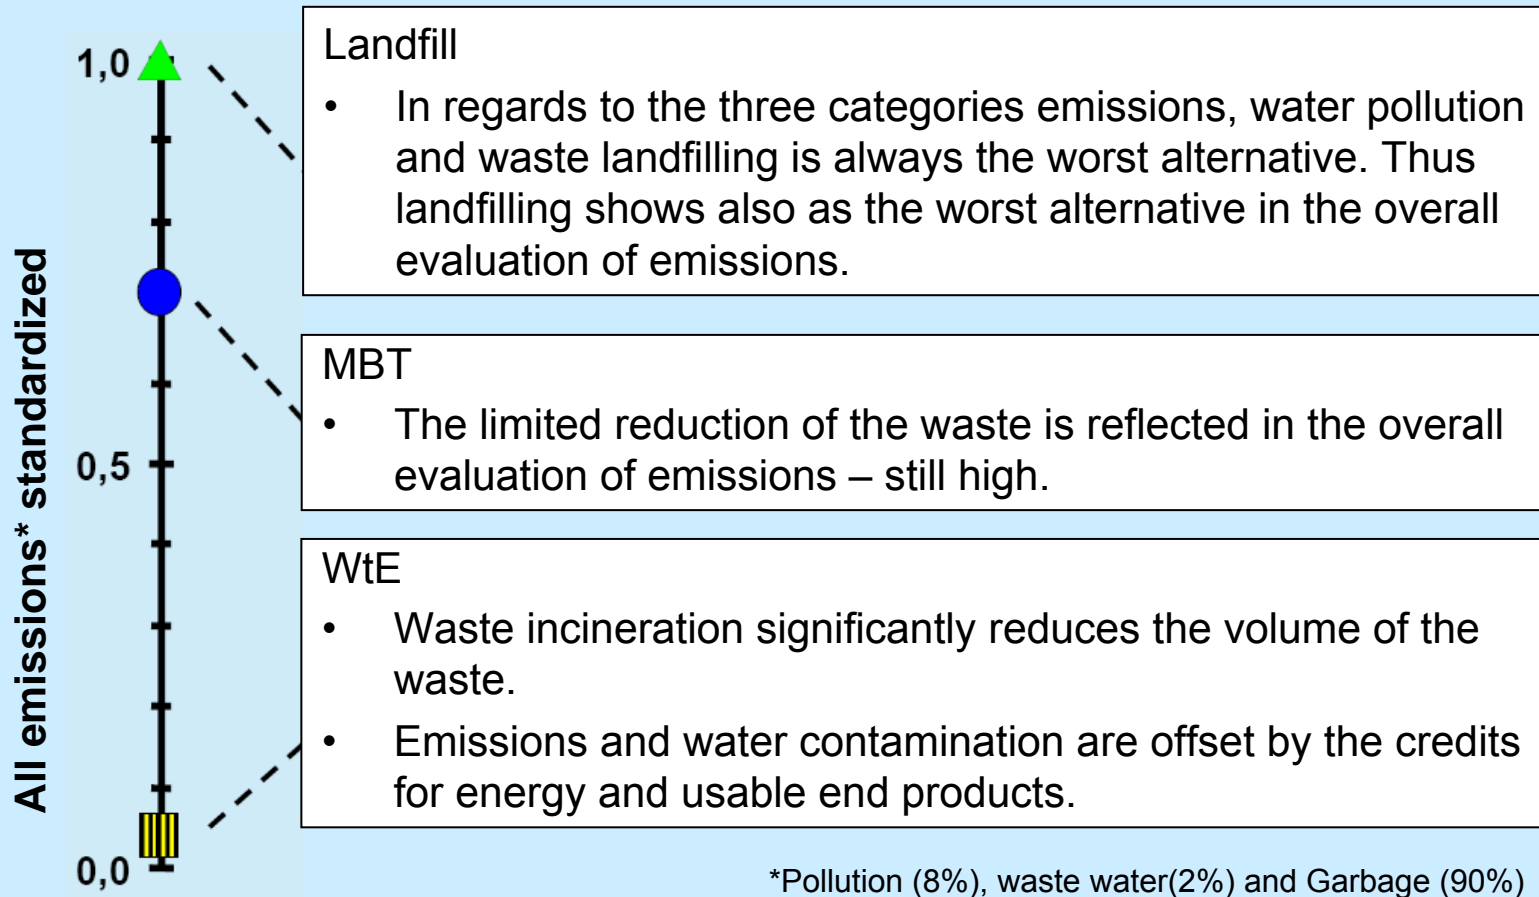 All emissions* standardized
1,0
0,5
0,0
Landfill
• In regards to the three categories emissions, water pollution
and waste landfilling is always the worst alternative. Thus
landfilling shows also as the worst alternative in the overall
evaluation of emissions.
MBT
• The limited reduction of the waste is reflected in the overall
evaluation of emissions – still high.
WtE
• Waste incineration significantly reduces the volume of the
waste.
• Emissions and water contamination are offset by the credits
for energy and usable end products.
*Pollution (8%), waste water(2%) and Garbage (90%)